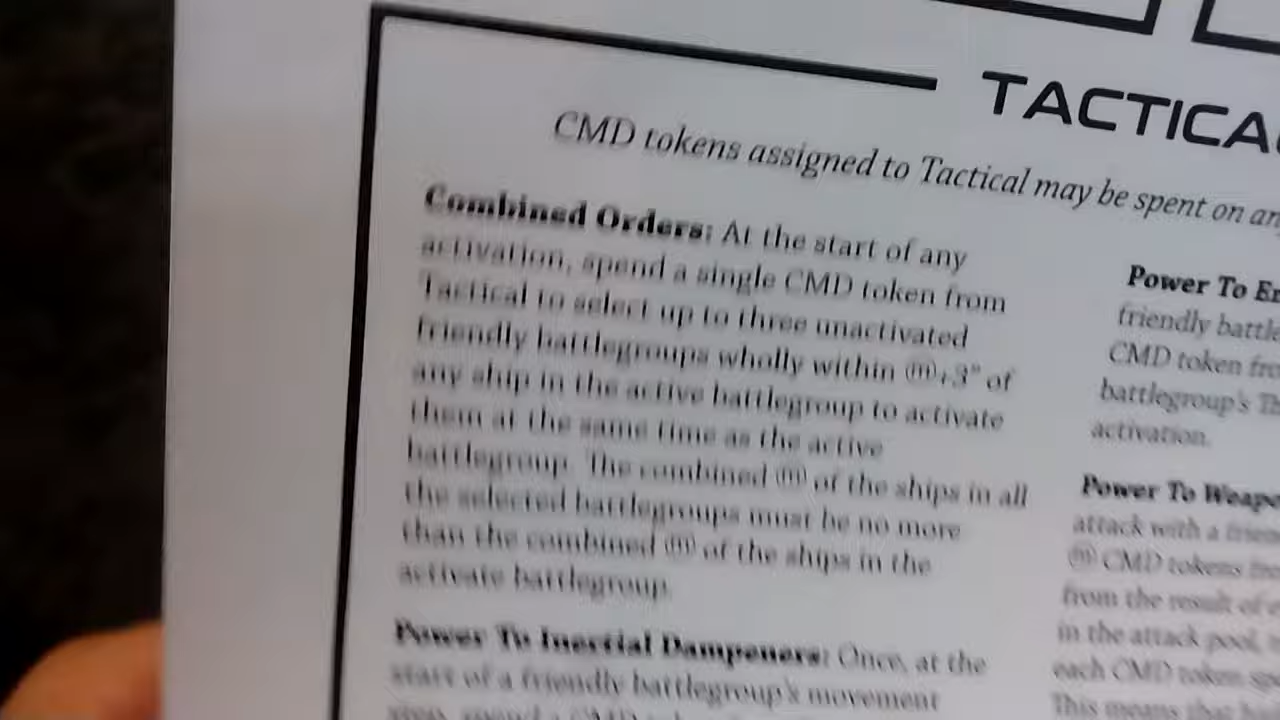 TACTICA
CMD tokens assigned to Tactical may be spent on an
Combined Orders: At the start of any
activation, spend a single CMD token from
Tactical to select up to three unactivated
friendly battlegroups wholly within +3" of
any ship in the active battlegroup to activate
them at the same time as the active
battlegroup. The combined of the ships in all
the selected battlegroups must be no more
than the combined of the ships in the
activate battlegroup.
Power To Inertial Dampeners: Once, at the
start of a friendly battlegroup's movement
step, spend a CMD
Power To
friendly
CMD token
battlegroup's
activation.
Power To
attack with a
CMD tokens
from the result of
in the attack pool,
each CMD token
This means that